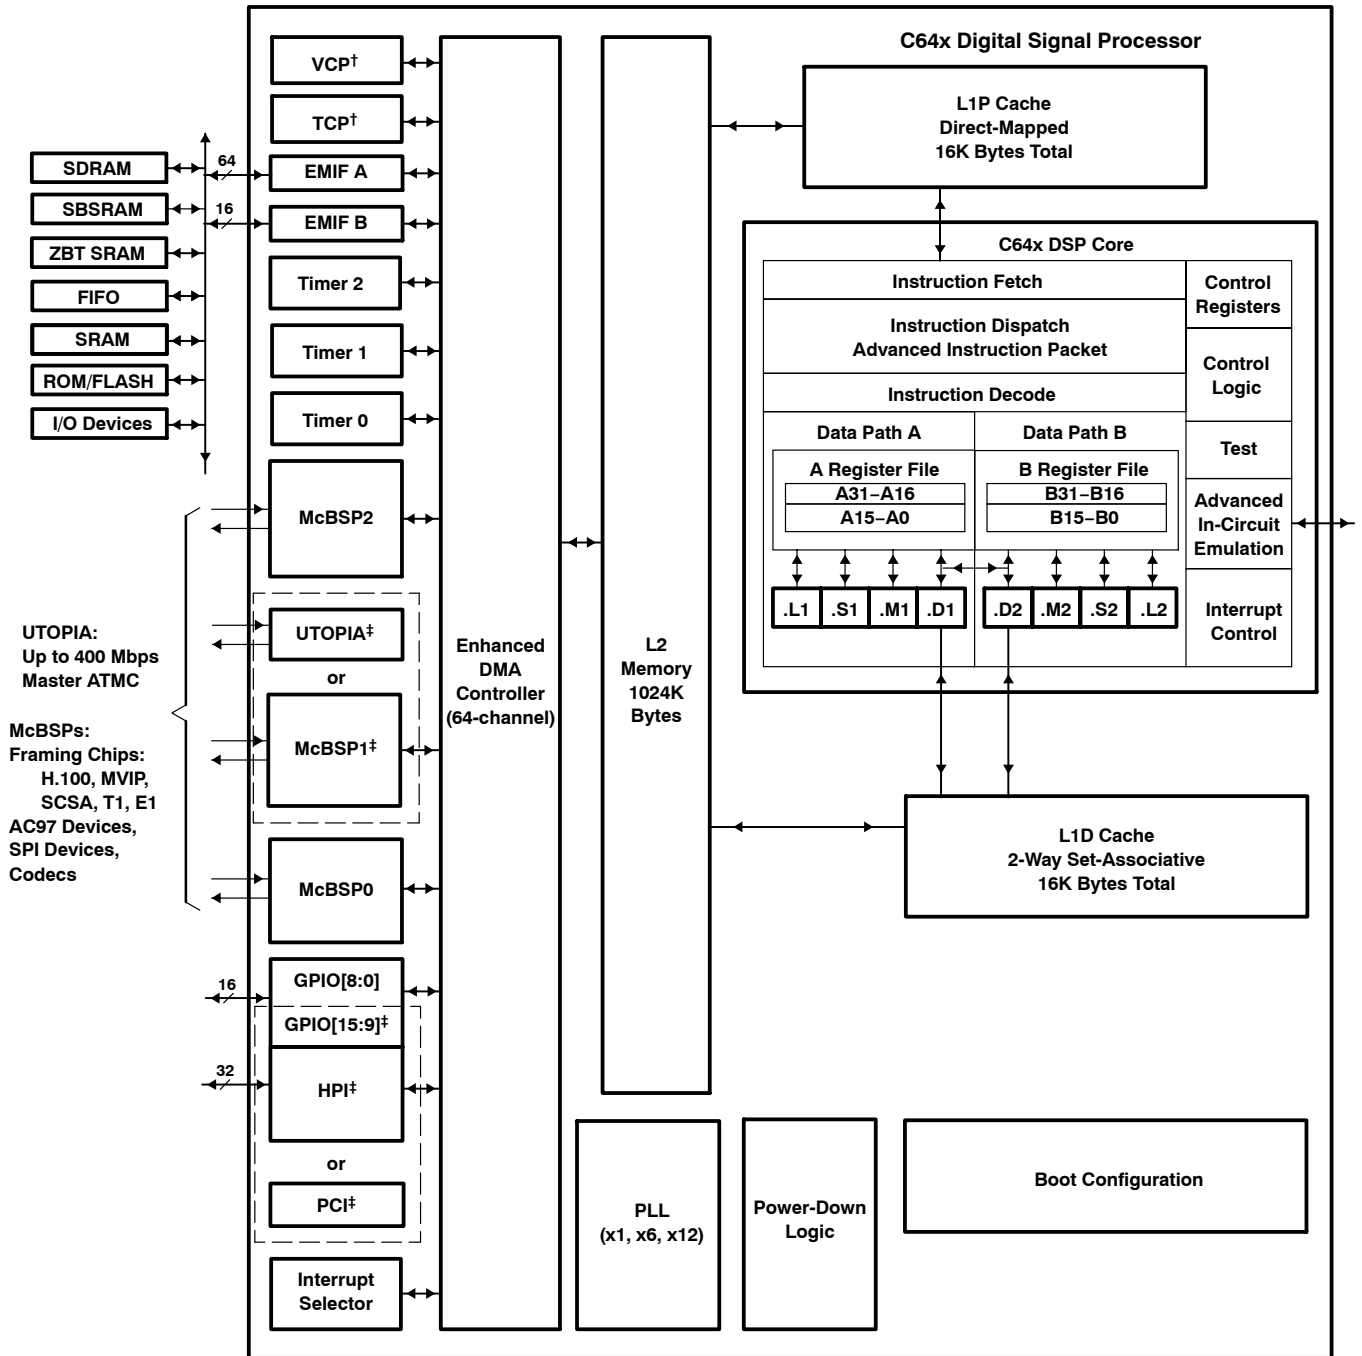 C64x Digital Signal Processor
VCP†
TCP†
EMIF A
EMIF B
Timer 2
Timer 1
Timer 0
McBSP2
UTOPIA‡
or
McBSP1‡
McBSP0
GPIO[8:0]
GPIO[15:9]‡
HPI‡
or
PCI‡
Interrupt
Selector
64
16
16
32
SDRAM
SBSRAM
ZBT SRAM
FIFO
SRAM
ROM/FLASH
I/O Devices
UTOPIA:
Up to 400 Mbps
Master ATMC
McBSPs:
Framing Chips:
H.100, MVIP,
SCSA, T1, E1
AC97 Devices,
SPI Devices,
Codecs
Enhanced
DMA
Controller
(64-channel)
L2
Memory
1024K
Bytes
L1P Cache
Direct-Mapped
16K Bytes Total
C64x DSP Core
Instruction Fetch
Instruction Dispatch
Advanced Instruction Packet
Instruction Decode
Data Path A
Data Path B
A Register File
A31–A16
A15–A0
B Register File
B31–B16
B15–B0
.L1
.S1
.M1
.D1
.D2
.M2
.S2
.L2
Control
Registers
Control
Logic
Test
Advanced
In-Circuit
Emulation
Interrupt
Control
L1D Cache
2-Way Set-Associative
16K Bytes Total
PLL
(x1, x6, x12)
Power-Down
Logic
Boot Configuration